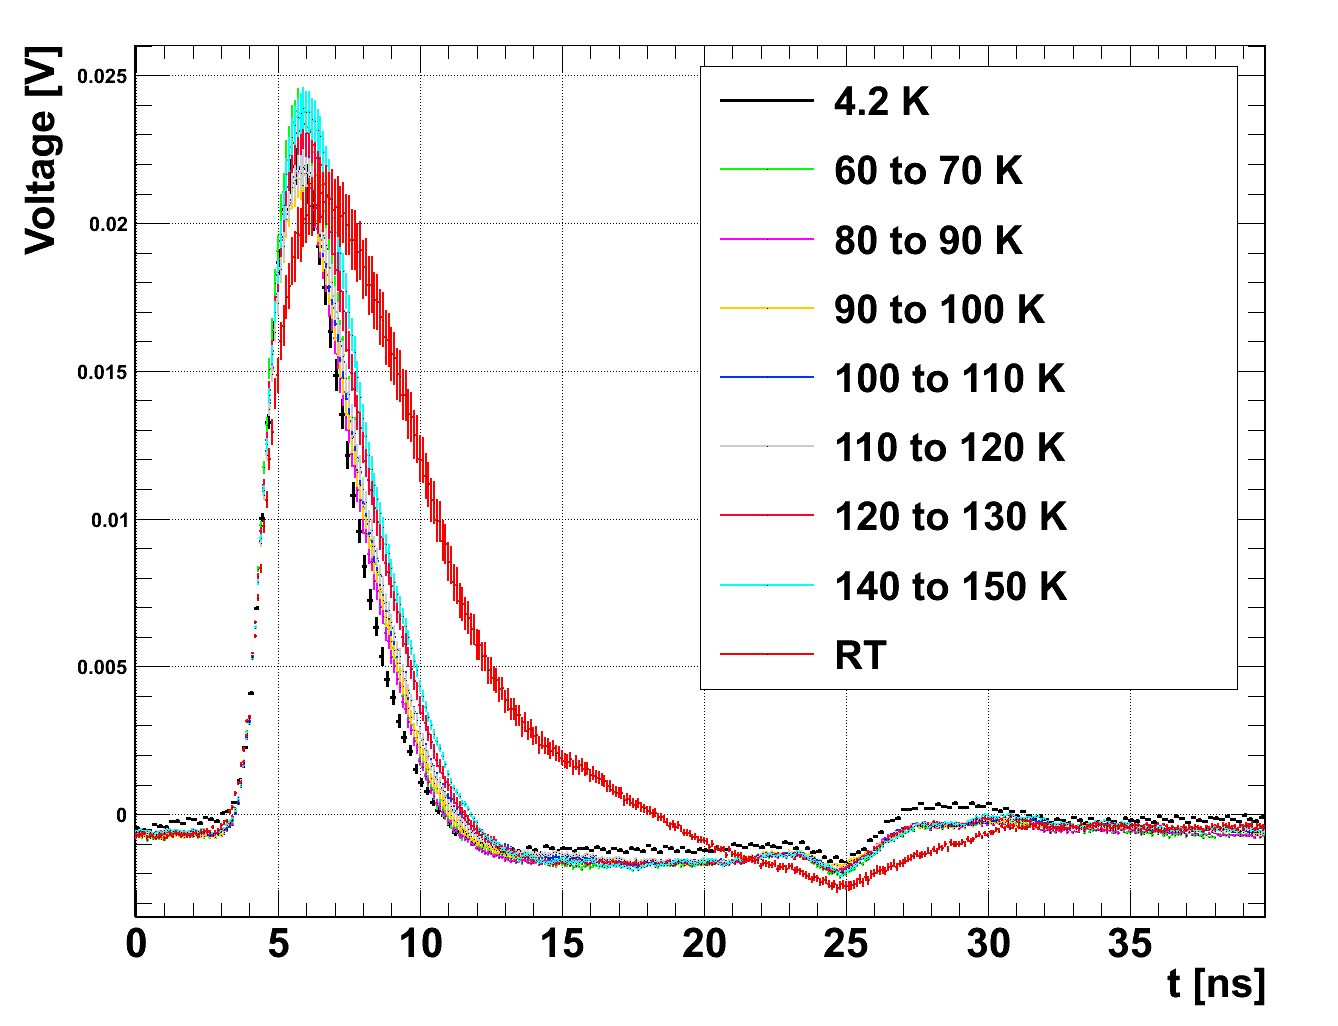 Voltage [V]
0.025
0.02
0.015
0.01
0.005
0
0 5 10 15 20 25 30 35
t [ns]
4.2 K
60 to 70 K
80 to 90 K
90 to 100 K
100 to 110 K
110 to 120 K
120 to 130 K
140 to 150 K
RT